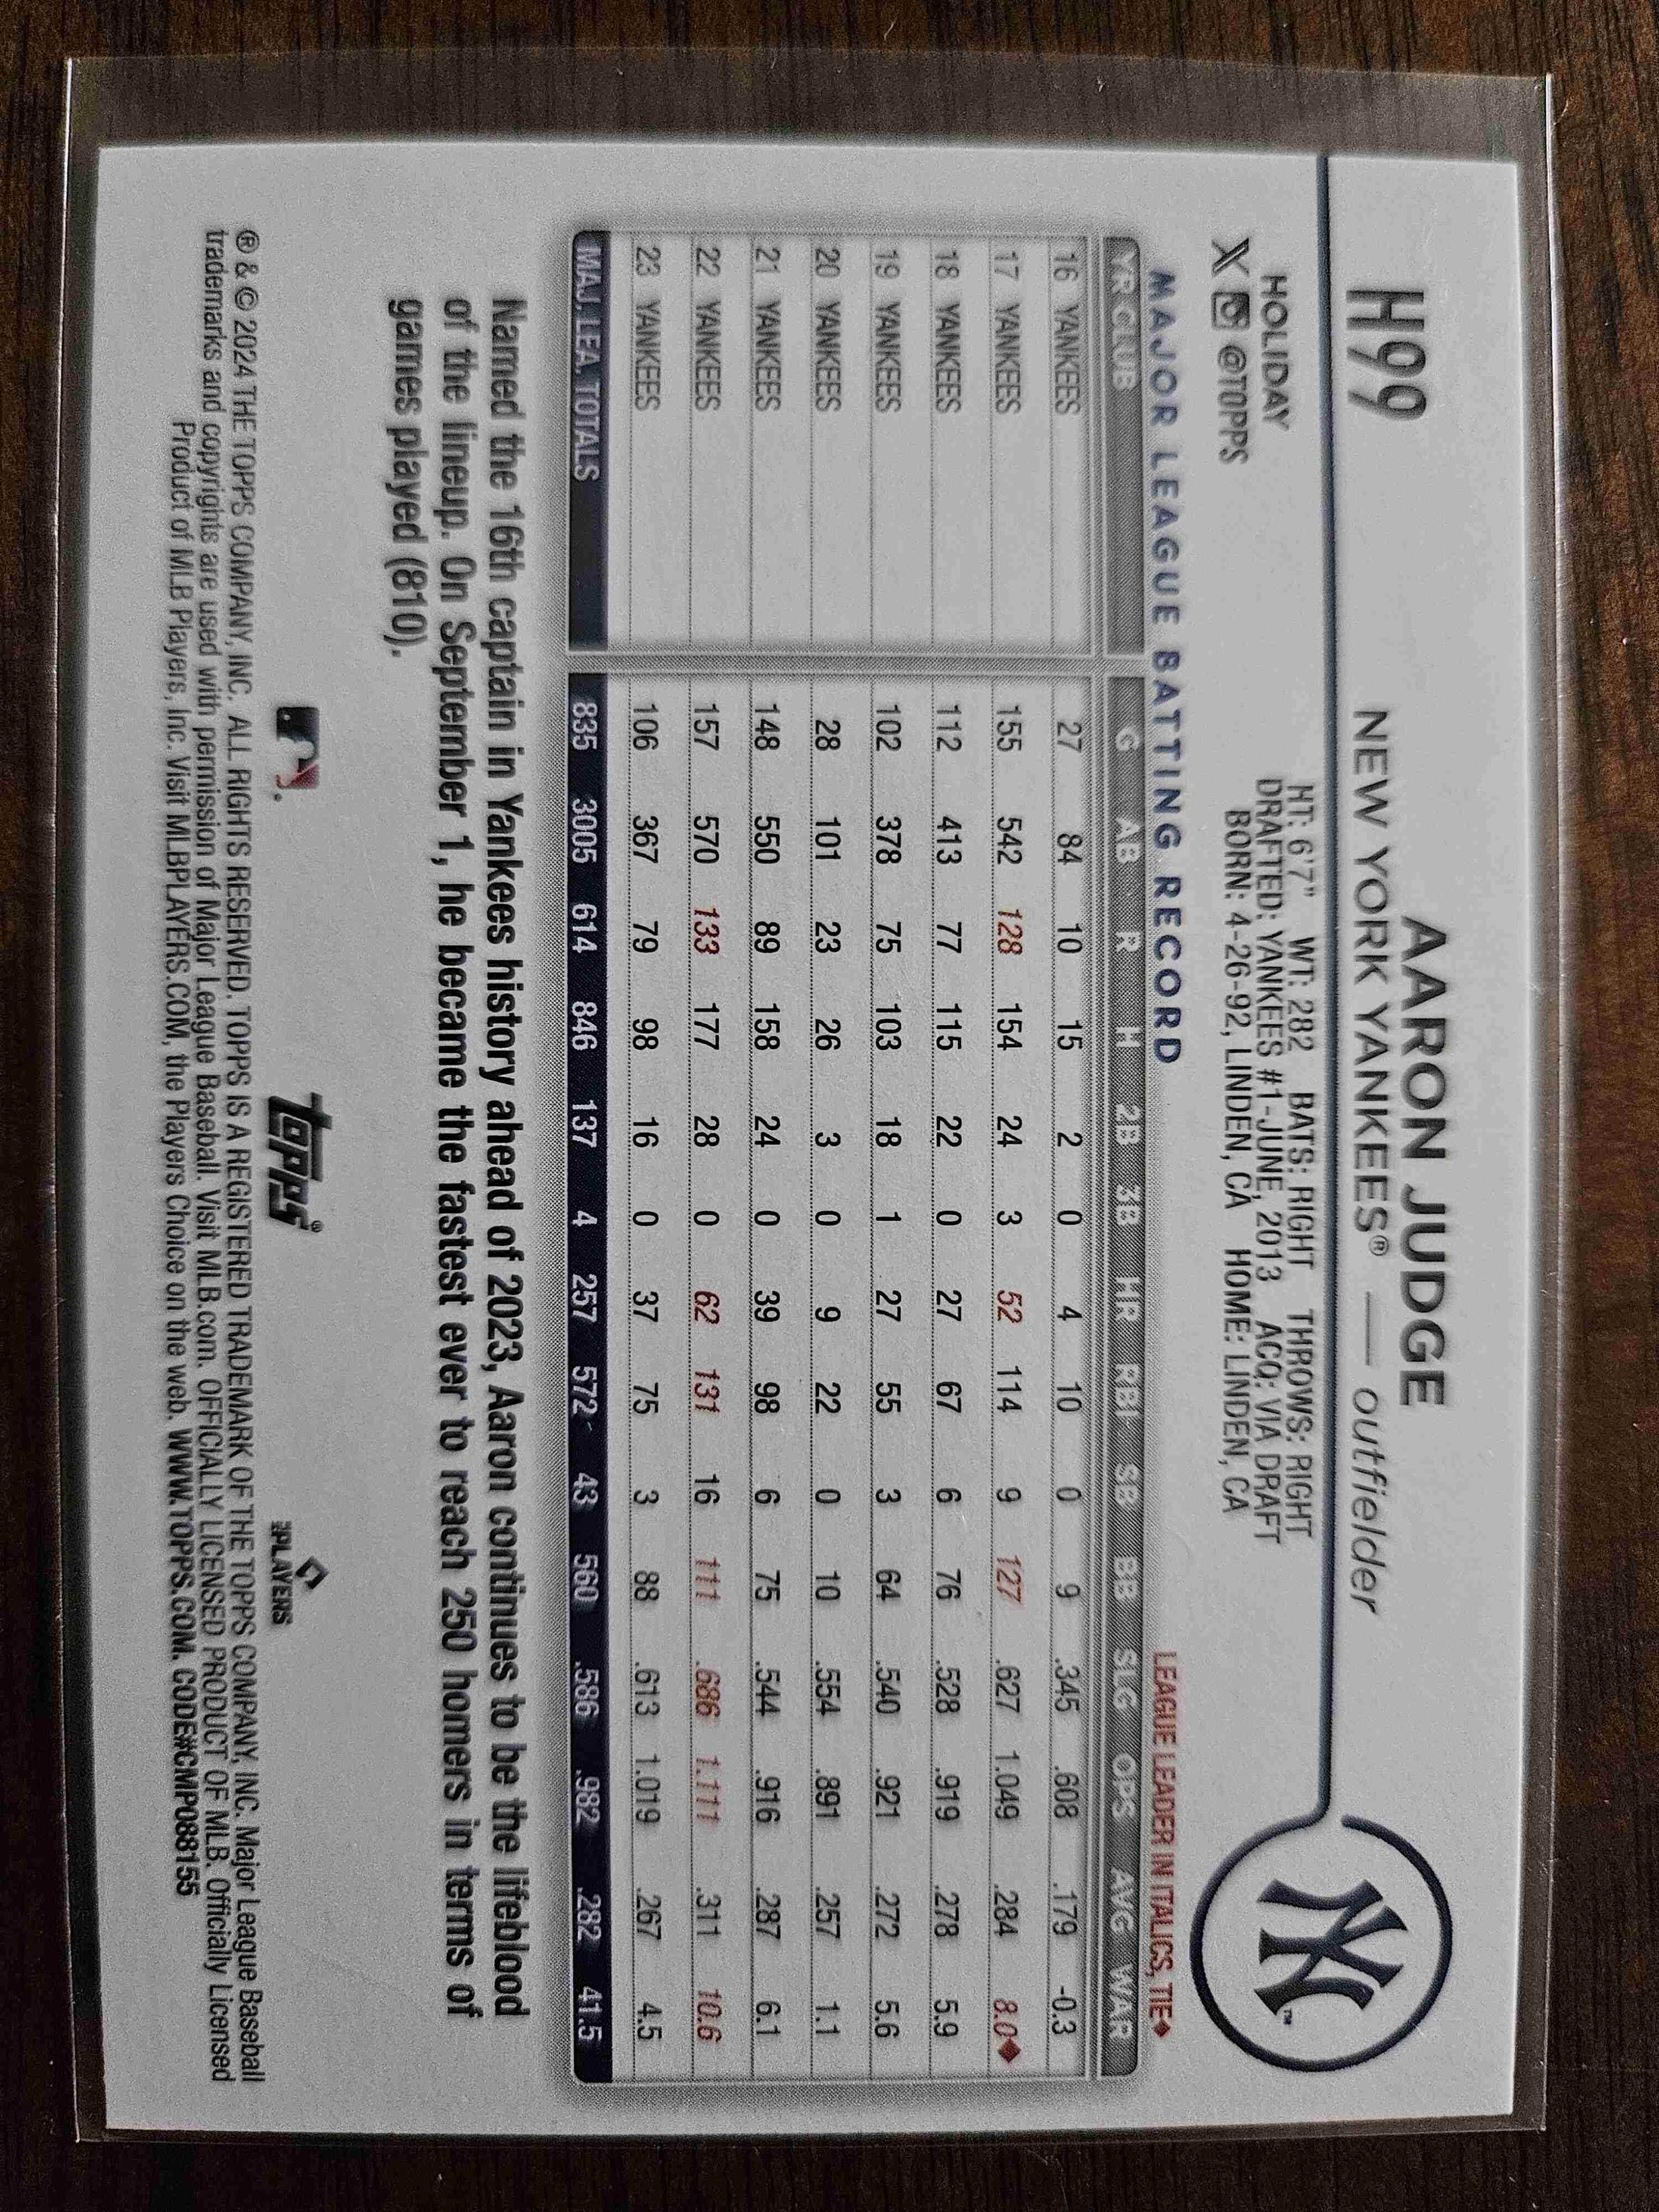 H99
AARON JUDGE
NEW YORK YANKEES® — outfielder
HOLIDAY
X @TOPPS
HT: 6'7" WT: 282 BATS: RIGHT THROWS: RIGHT
DRAFTED: YANKEES #1-JUNE, 2013 ACQ: VIA DRAFT
BORN: 4-26-92, LINDEN, CA HOME: LINDEN, CA
NY™
MAJOR LEAGUE BATTING RECORD LEAGUE LEADER IN ITALICS, TIE♦
YR CLUB G AB R H 2B 3B HR RBI SB BB SLG OPS AVG WAR
16 YANKEES 27 84 10 15 2 0 4 10 0 9 .345 .608 .179 -0.3
17 YANKEES 155 542 128 154 24 3 52 114 9 127 .627 1.049 .284 8.0♦
18 YANKEES 112 413 77 115 22 0 27 67 6 76 .528 .919 .278 5.9
19 YANKEES 102 378 75 103 18 1 27 55 3 64 .540 .921 .272 5.6
20 YANKEES 28 101 23 26 3 0 9 22 0 10 .554 .891 .257 1.1
21 YANKEES 148 550 89 158 24 0 39 98 6 75 .544 .916 .287 6.1
22 YANKEES 157 570 133 177 28 0 62 131 16 111 .686 1.111 .311 10.6
23 YANKEES 106 367 79 98 16 0 37 75 3 88 .613 1.019 .267 4.5
MAJ. LEA. TOTALS 835 3005 614 846 137 4 257 572 43 560 .586 .982 .282 41.5
Named the 16th captain in Yankees history ahead of 2023, Aaron continues to be the lifeblood
of the lineup. On September 1, he became the fastest ever to reach 250 homers in terms of
games played (810).
topps®
PLAYERS
® & © 2024 THE TOPPS COMPANY, INC. ALL RIGHTS RESERVED. TOPPS IS A REGISTERED TRADEMARK OF THE TOPPS COMPANY, INC. Major League Baseball
trademarks and copyrights are used with permission of Major League Baseball. Visit MLB.com. OFFICIALLY LICENSED PRODUCT OF MLB. Officially Licensed
Product of MLB Players, Inc. Visit MLBPLAYERS.COM, the Players Choice on the web. WWW.TOPPS.COM. CODE#CMP088155